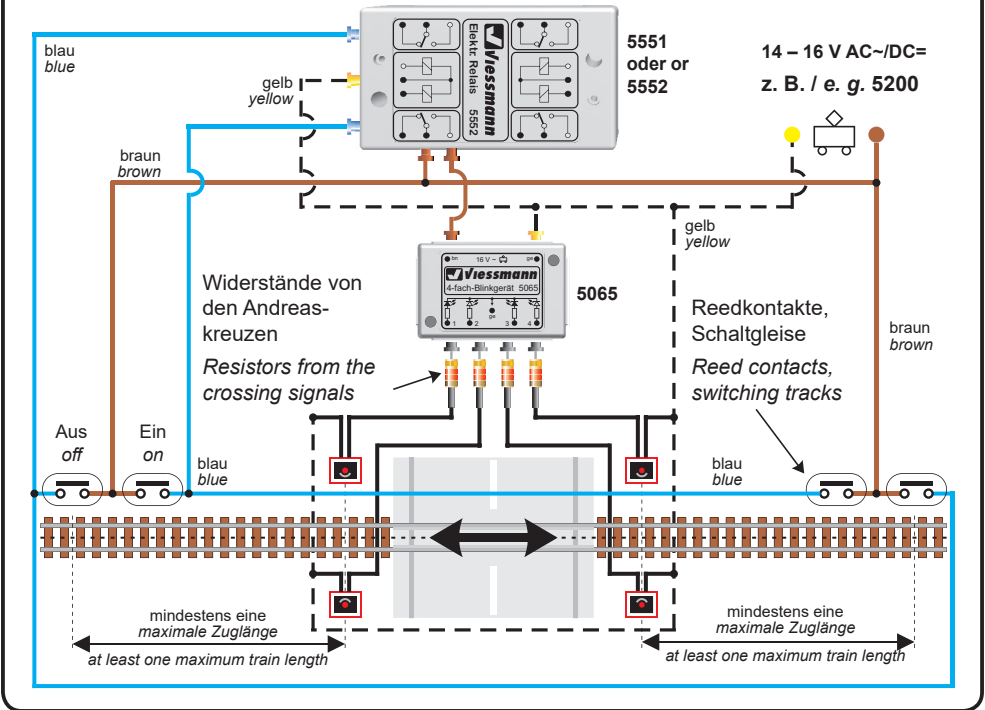 blau
blue
gelb
yellow
braun
brown
Viessmann
Elektr. Relais 5552
5551
oder or
5552
14 – 16 V AC~/DC=
z. B. / e. g. 5200
gelb
yellow
braun
brown
bn
16 V ~
ge
Viessmann
4-fach-Blinkgerät 5065
ge
1 2 3 4
5065
Widerstände von
den Andreas-
kreuzen
Resistors from the
crossing signals
Reedkontakte,
Schaltgleise
Reed contacts,
switching tracks
Aus
off
Ein
on
blau
blue
blau
blue
mindestens eine
maximale Zuglänge
at least one maximum train length
mindestens eine
maximale Zuglänge
at least one maximum train length